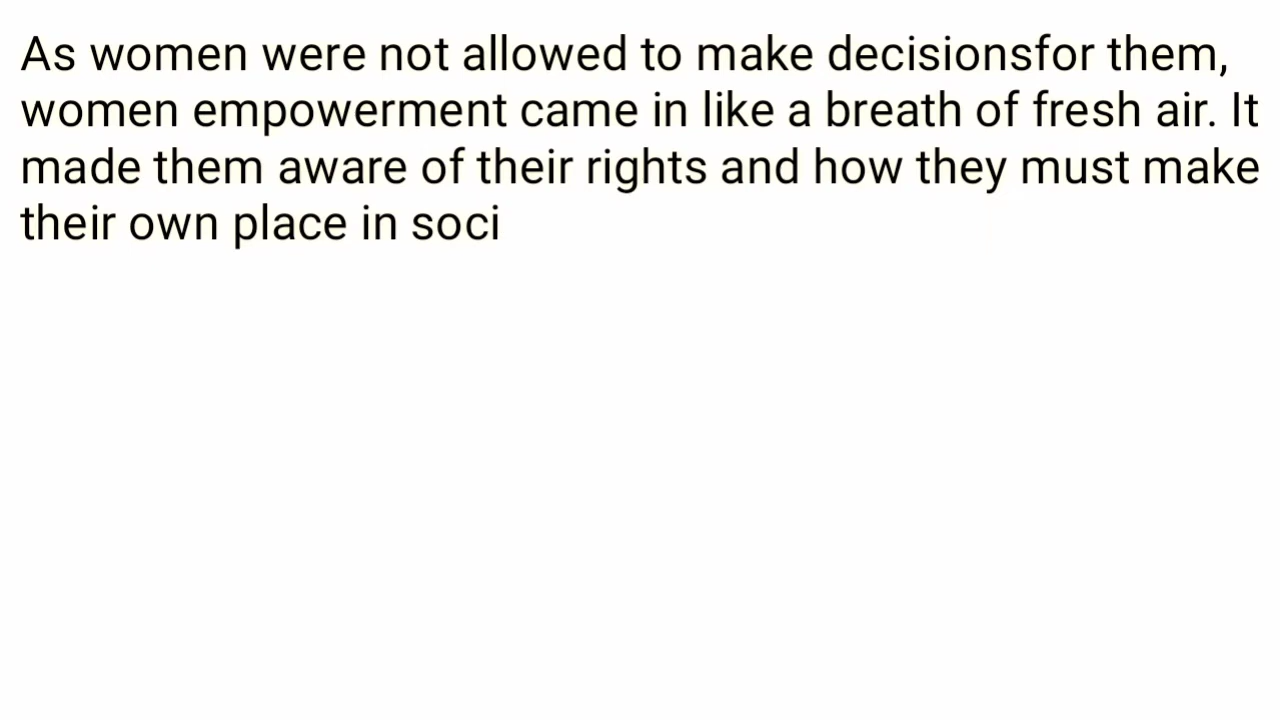 As women were not allowed to make decisionsfor them,
women empowerment came in like a breath of fresh air. It
made them aware of their rights and how they must make
their own place in soci